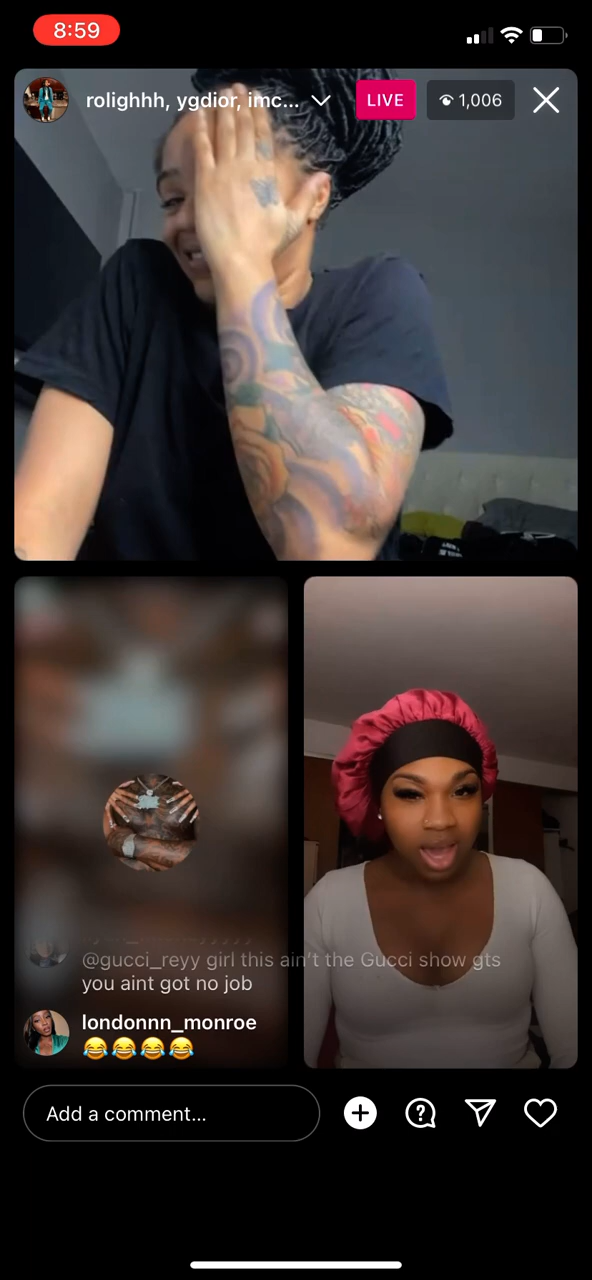 8:59
rolighhh, ygdior, imc...
LIVE
1,006
@gucci_reyy girl this ain't the Gucci show gts
you aint got no job
londonnn_monroe
😂😂😂😂
Add a comment...